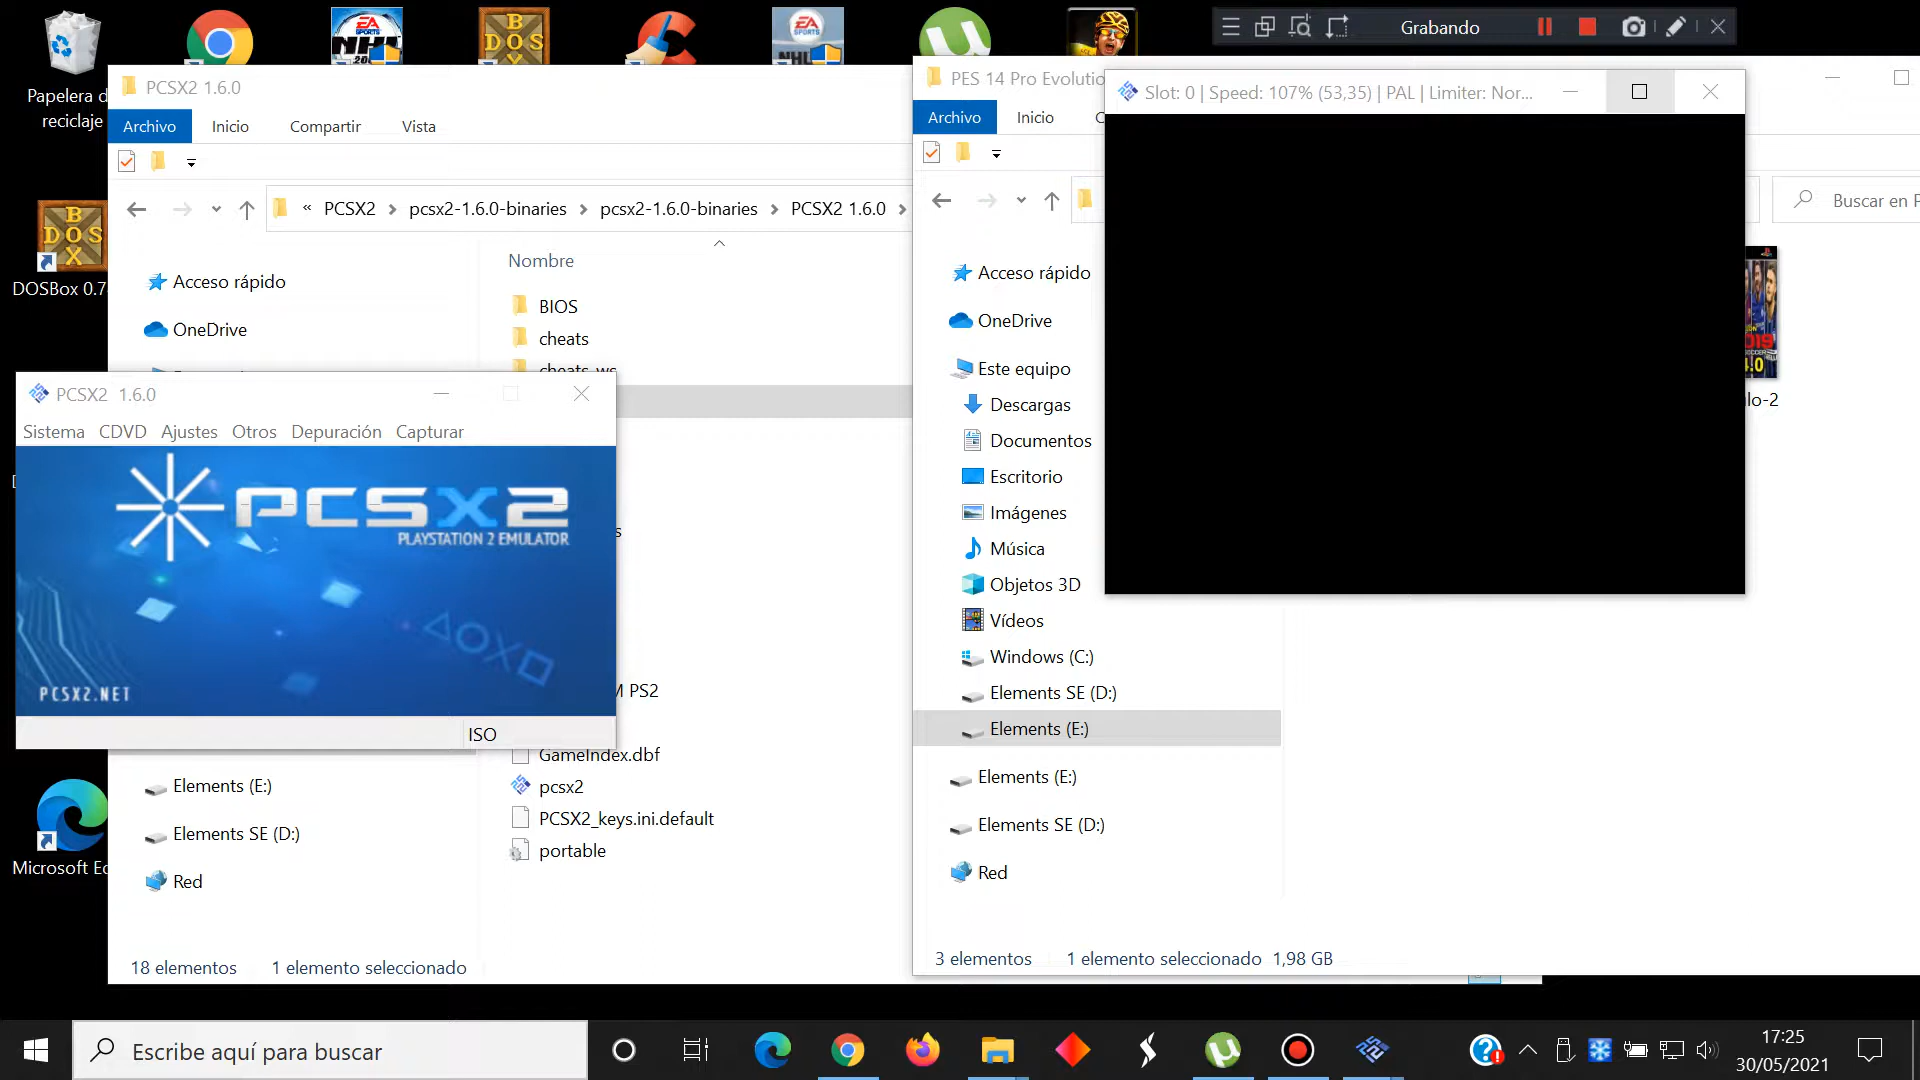 Papelera d
reciclaje
DOSBox 0.7
Microsoft Ed
PCSX2 1.6.0
Archivo
Inicio
Compartir
Vista
« PCSX2 > pcsx2-1.6.0-binaries > pcsx2-1.6.0-binaries > PCSX2 1.6.0 >
Nombre
Acceso rápido
OneDrive
BIOS
cheats
cheats_ws
M PS2
GameIndex.dbf
pcsx2
PCSX2_keys.ini.default
portable
Elements (E:)
Elements SE (D:)
Red
18 elementos
1 elemento seleccionado
PCSX2 1.6.0
Sistema
CDVD
Ajustes
Otros
Depuración
Capturar
PCSX2
PLAYSTATION 2 EMULATOR
PCSX2.NET
ISO
PES 14 Pro Evolutio
Archivo
Inicio
C
Buscar en P
Acceso rápido
OneDrive
Este equipo
Descargas
Documentos
Escritorio
Imágenes
Música
Objetos 3D
Vídeos
Windows (C:)
Elements SE (D:)
Elements (E:)
Elements (E:)
Elements SE (D:)
Red
lo-2
3 elementos
1 elemento seleccionado 1,98 GB
Slot: 0 | Speed: 107% (53,35) | PAL | Limiter: Nor...
Grabando
Escribe aquí para buscar
17:25
30/05/2021